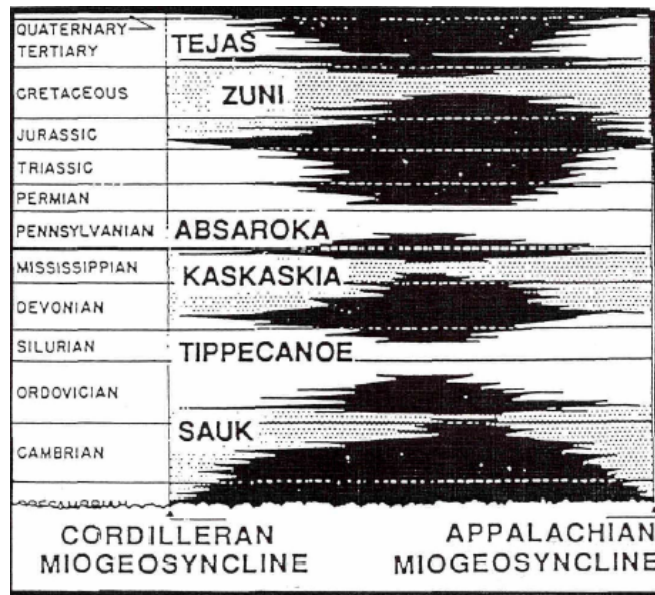 QUATERNARY
TERTIARY
TEJAS
CRETACEOUS
ZUNI
JURASSIC
TRIASSIC
PERMIAN
PENNSYLVANIAN
ABSAROKA
MISSISSIPPIAN
KASKASKIA
DEVONIAN
SILURIAN
TIPPECANOE
ORDOVICIAN
SAUK
CAMBRIAN
CORDILLERAN
MIOGEOSYNCLINE
APPALACHIAN
MIOGEOSYNCLINE